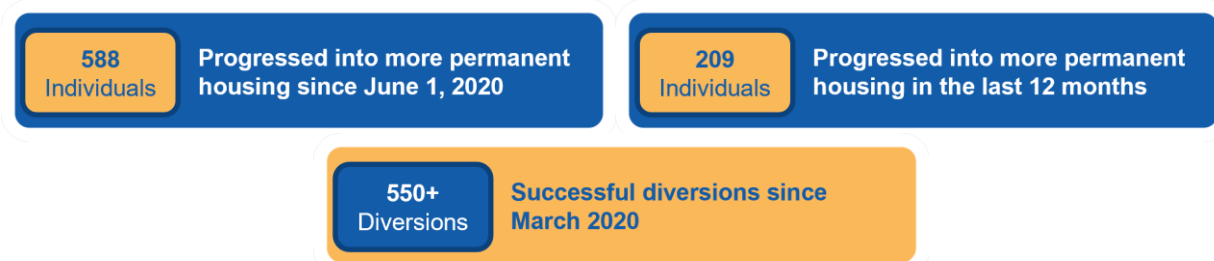 588
Individuals
Progressed into more permanent
housing since June 1, 2020
209
Individuals
Progressed into more permanent
housing in the last 12 months
550+
Diversions
Successful diversions since
March 2020